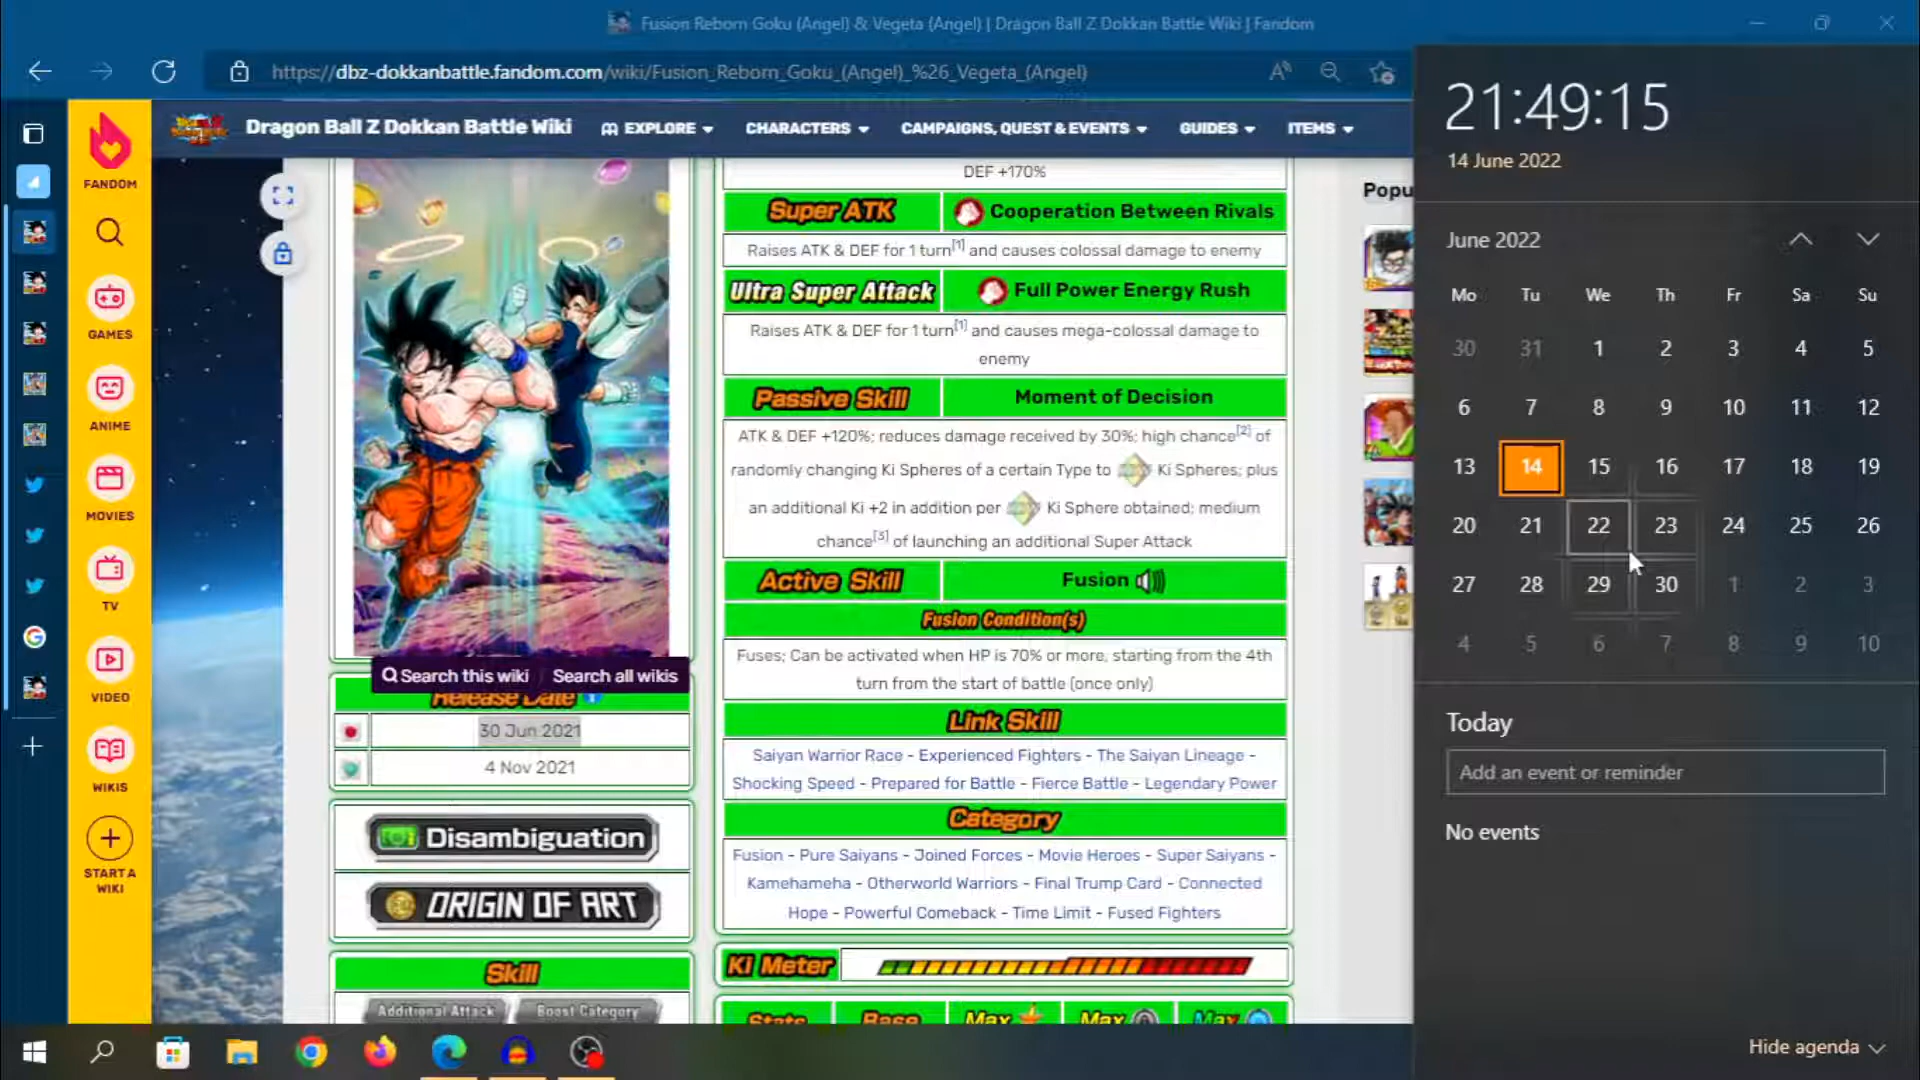 Fusion Reborn Goku (Angel) & Vegeta (Angel) | Dragon Ball Z Dokkan Battle Wiki | Fandom
https://dbz-dokkanbattle.fandom.com/wiki/Fusion_Reborn_Goku_(Angel)_%26_Vegeta_(Angel)
FANDOM
GAMES
ANIME
MOVIES
TV
VIDEO
WIKIS
START A
WIKI
Dragon Ball Z Dokkan Battle Wiki
EXPLORE
CHARACTERS
CAMPAIGNS, QUEST & EVENTS
GUIDES
ITEMS
Search this wiki
Search all wikis
Release Date
30 Jun 2021
4 Nov 2021
Disambiguation
ORIGIN OF ART
Skill
Additional Attack
Boost Category
DEF +170%
Super ATK
Cooperation Between Rivals
Raises ATK & DEF for 1 turn[1] and causes colossal damage to enemy
Ultra Super Attack
Full Power Energy Rush
Raises ATK & DEF for 1 turn[1] and causes mega-colossal damage to
enemy
Passive Skill
Moment of Decision
ATK & DEF +120%; reduces damage received by 30%; high chance[2] of
randomly changing Ki Spheres of a certain Type to Ki Spheres; plus
an additional Ki +2 in addition per Ki Sphere obtained; medium
chance[3] of launching an additional Super Attack
Active Skill
Fusion
Fusion Condition(s)
Fuses; Can be activated when HP is 70% or more, starting from the 4th
turn from the start of battle (once only)
Link Skill
Saiyan Warrior Race - Experienced Fighters - The Saiyan Lineage -
Shocking Speed - Prepared for Battle - Fierce Battle - Legendary Power
Category
Fusion - Pure Saiyans - Joined Forces - Movie Heroes - Super Saiyans -
Kamehameha - Otherworld Warriors - Final Trump Card - Connected
Hope - Powerful Comeback - Time Limit - Fused Fighters
Ki Meter
Stats
Base
Max
Max
Max
Popu
21:49:15
14 June 2022
June 2022
Mo Tu We Th Fr Sa Su
30 31 1 2 3 4 5
6 7 8 9 10 11 12
13 14 15 16 17 18 19
20 21 22 23 24 25 26
27 28 29 30 1 2 3
4 5 6 7 8 9 10
Today
Add an event or reminder
No events
Hide agenda